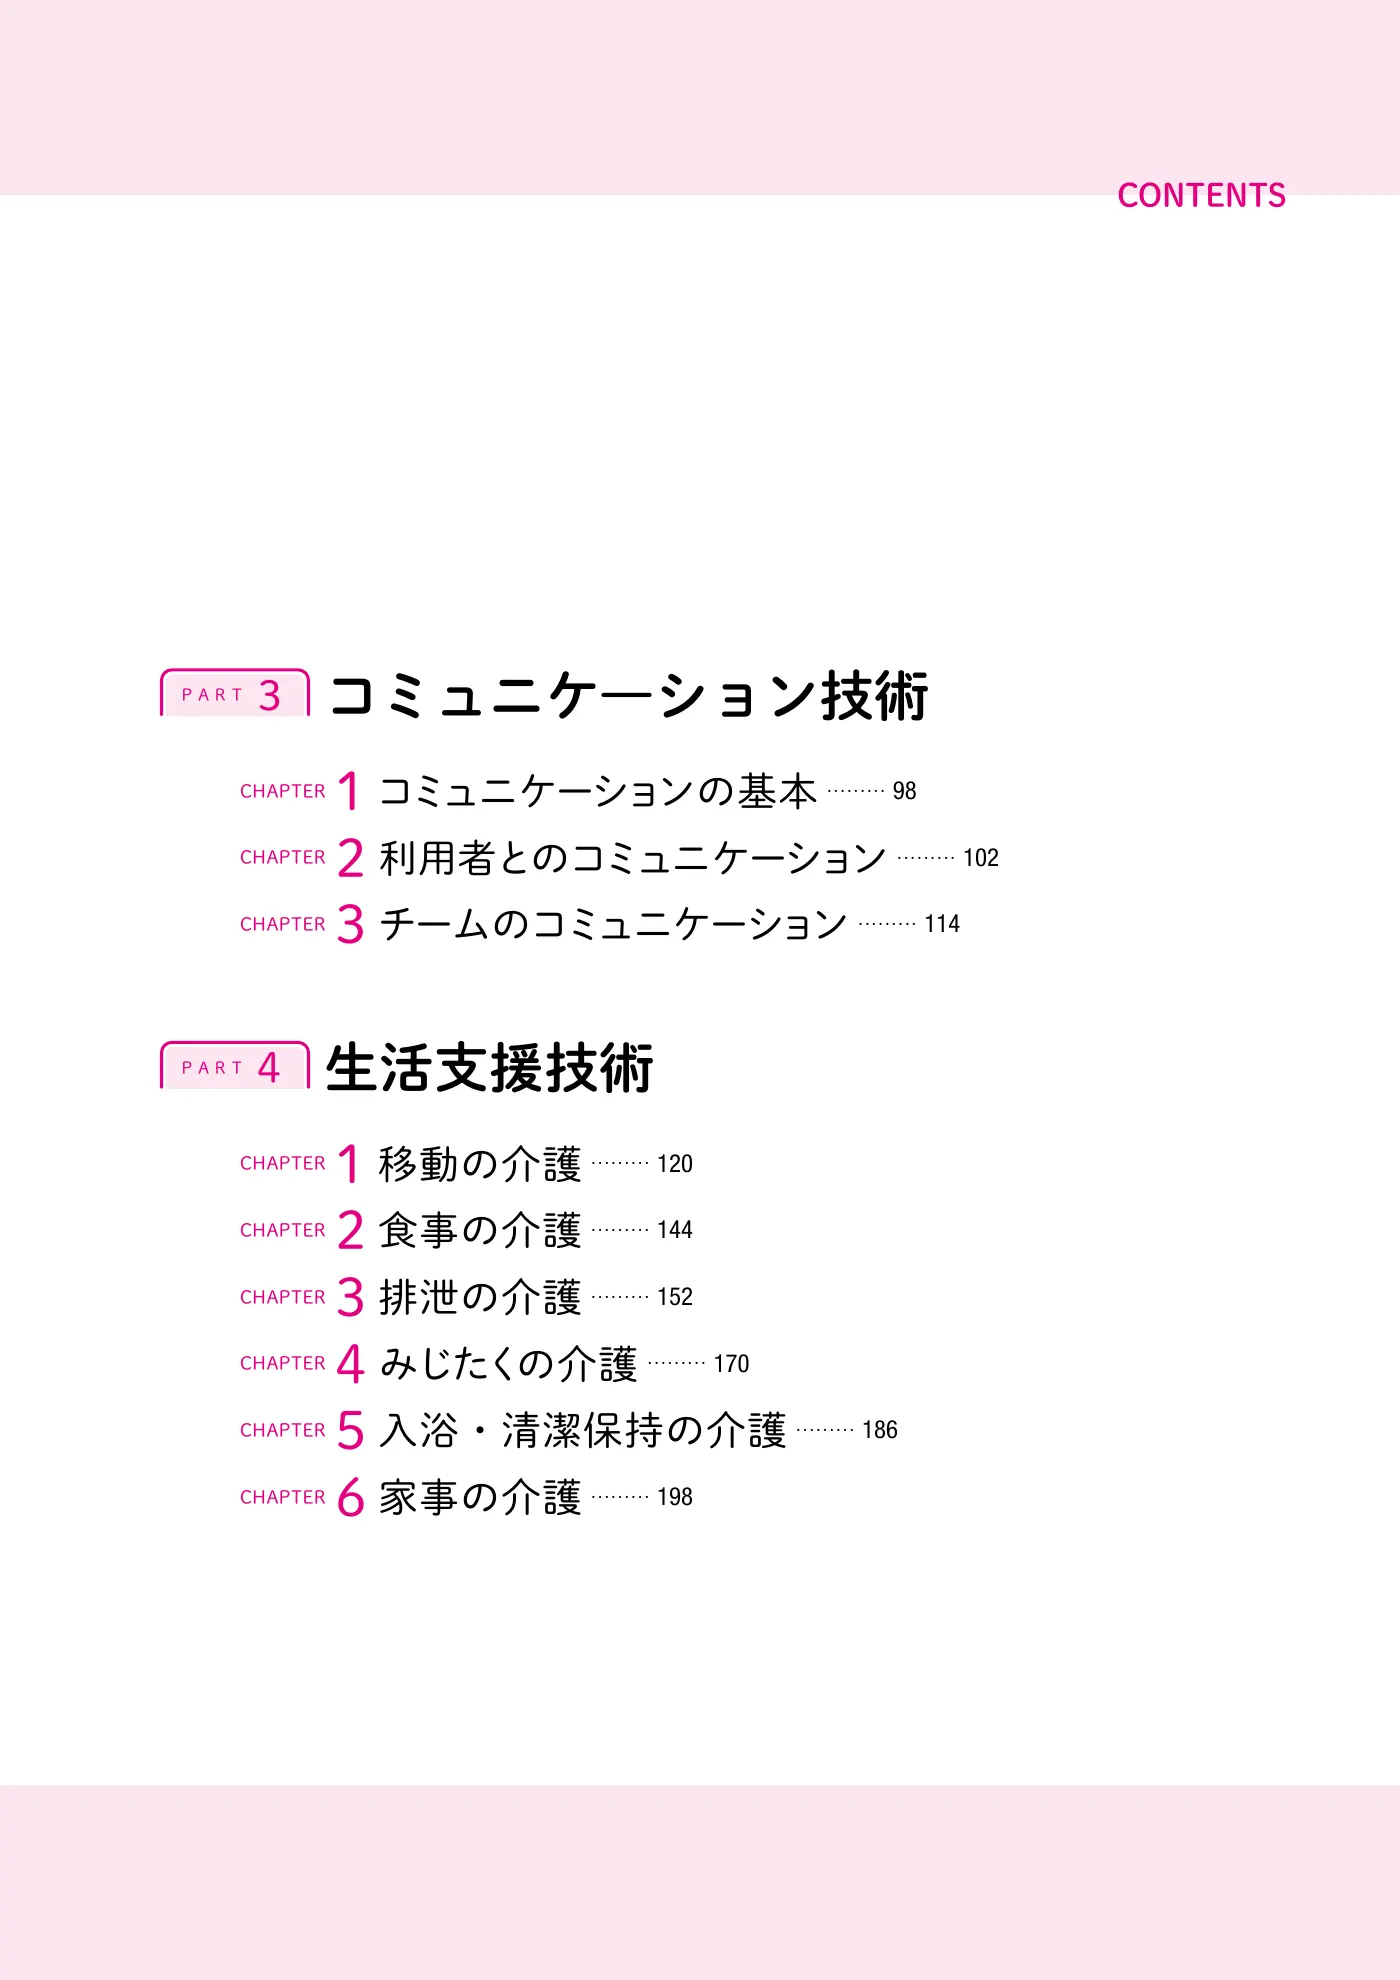 CONTENTS
PART 3 コミュニケーション技術
CHAPTER 1 コミュニケーションの基本 ……… 98
CHAPTER 2 利用者とのコミュニケーション ……… 102
CHAPTER 3 チームのコミュニケーション ……… 114
PART 4 生活支援技術
CHAPTER 1 移動の介護 ……… 120
CHAPTER 2 食事の介護 ……… 144
CHAPTER 3 排泄の介護 ……… 152
CHAPTER 4 みじたくの介護 ……… 170
CHAPTER 5 入浴・清潔保持の介護 ……… 186
CHAPTER 6 家事の介護 ……… 198